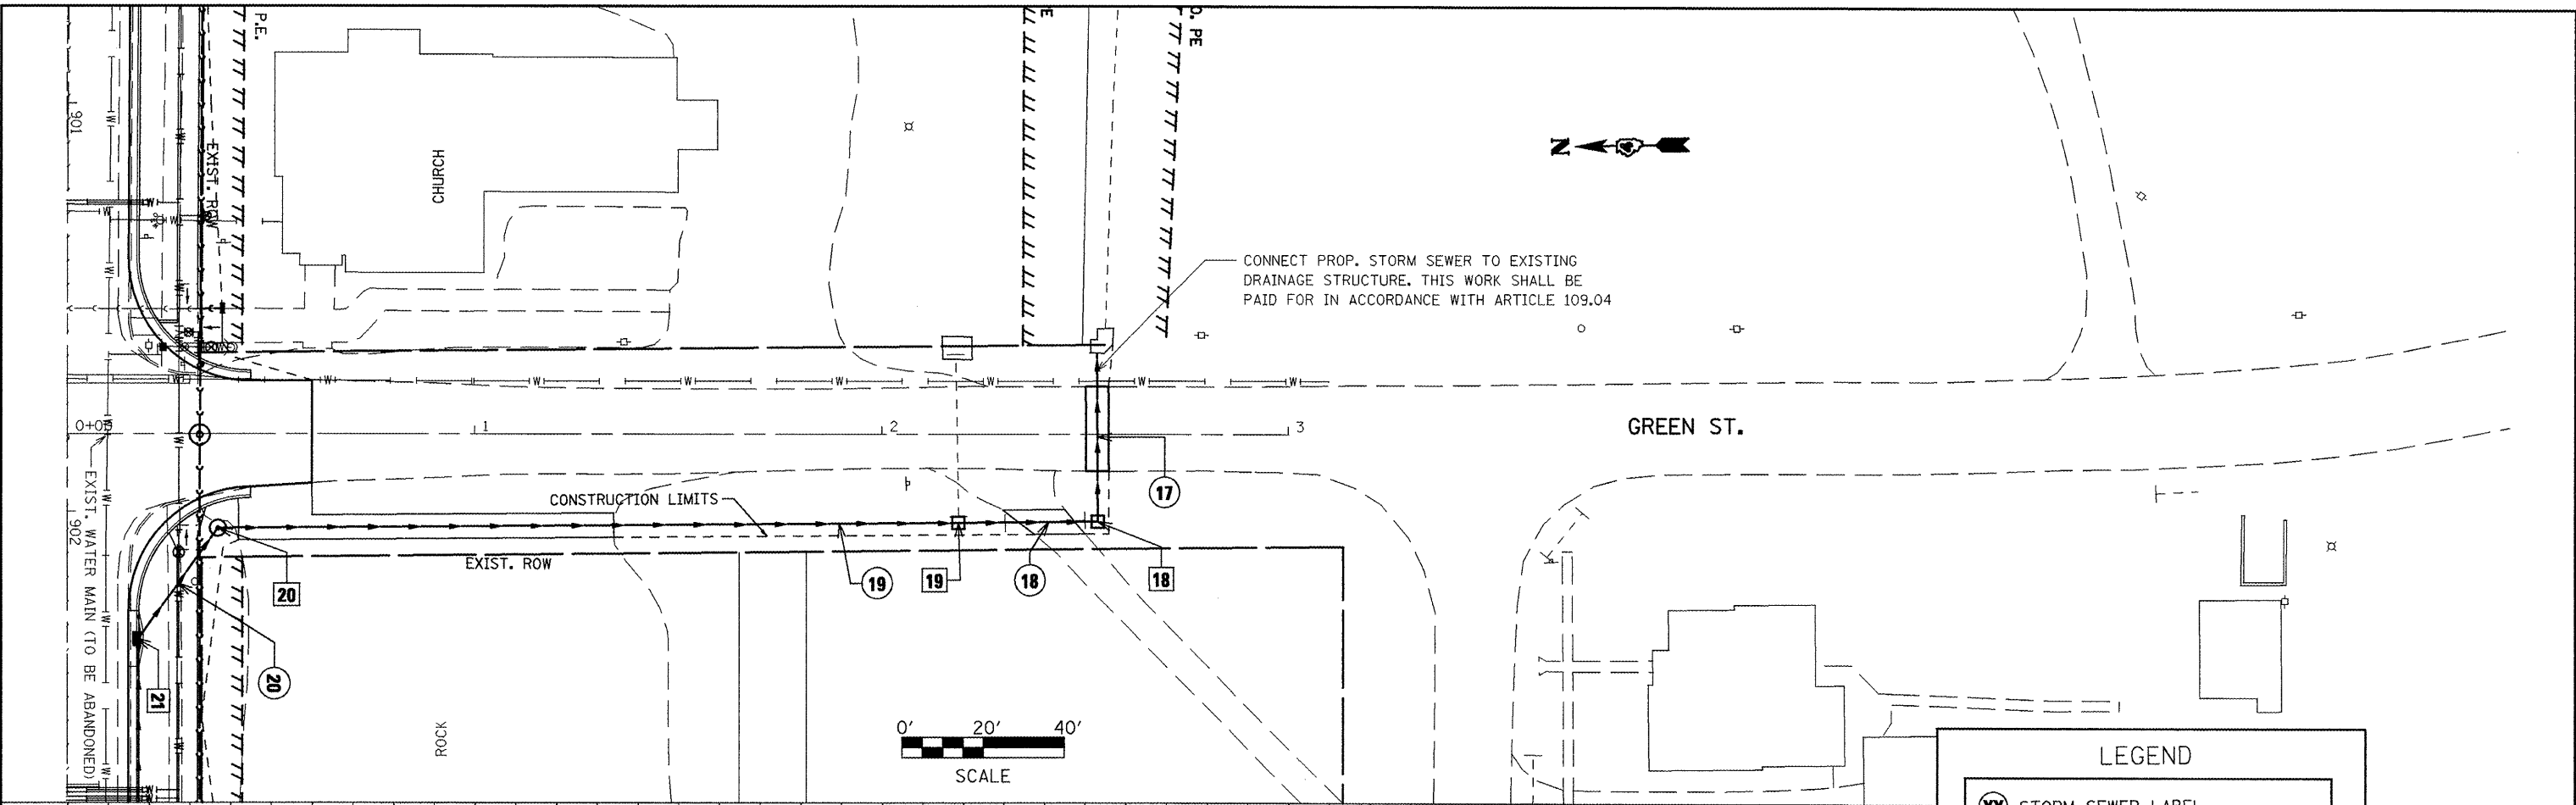 P.E.
E
O. PE
901
EXIST. ROW
CHURCH
N
CONNECT PROP. STORM SEWER TO EXISTING
DRAINAGE STRUCTURE. THIS WORK SHALL BE
PAID FOR IN ACCORDANCE WITH ARTICLE 109.04
W W W W W W W
0+00
1
2
3
GREEN ST.
17
CONSTRUCTION LIMITS
902
EXIST. WATER MAIN (TO BE ABANDONED)
EXIST. ROW
20
19
19
18
18
20
21
ROCK
0' 20' 40'
SCALE
LEGEND
XX STORM SEWER LABEL